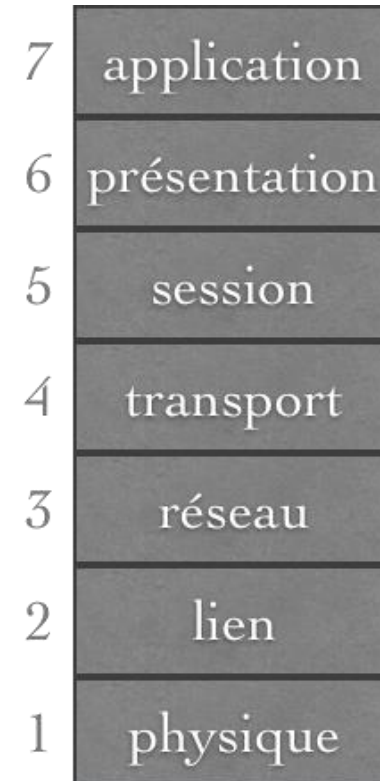 7 application
6 présentation
5 session
4 transport
3 réseau
2 lien
1 physique